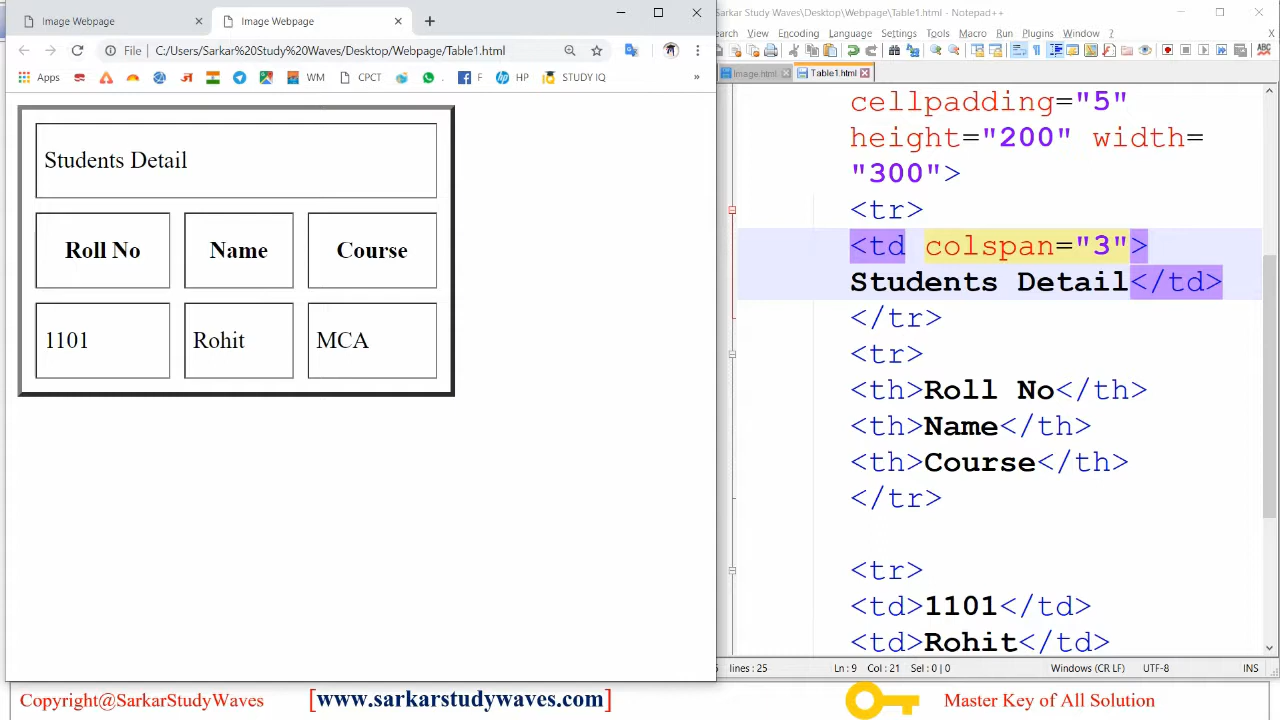 Image Webpage
Image Webpage
File
C:/Users/Sarkar%20Study%20Waves/Desktop/Webpage/Table1.html
Apps
WM
CPCT
F
HP
STUDY IQ
»
Students Detail
Roll No Name Course
1101 Rohit MCA
Sarkar Study Waves\Desktop\Webpage\Table1.html - Notepad++
Search View Encoding Language Settings Tools Macro Run Plugins Window ?
Image.html Table1.html
cellpadding="5"
height="200" width=
"300">
<tr>
<td colspan="3">
Students Detail</td>
</tr>
<tr>
<th>Roll No</th>
<th>Name</th>
<th>Course</th>
</tr>
<tr>
<td>1101</td>
<td>Rohit</td>
lines : 25 Ln : 9 Col : 21 Sel : 0 | 0 Windows (CR LF) UTF-8 INS
Copyright@SarkarStudyWaves [www.sarkarstudywaves.com] Master Key of All Solution